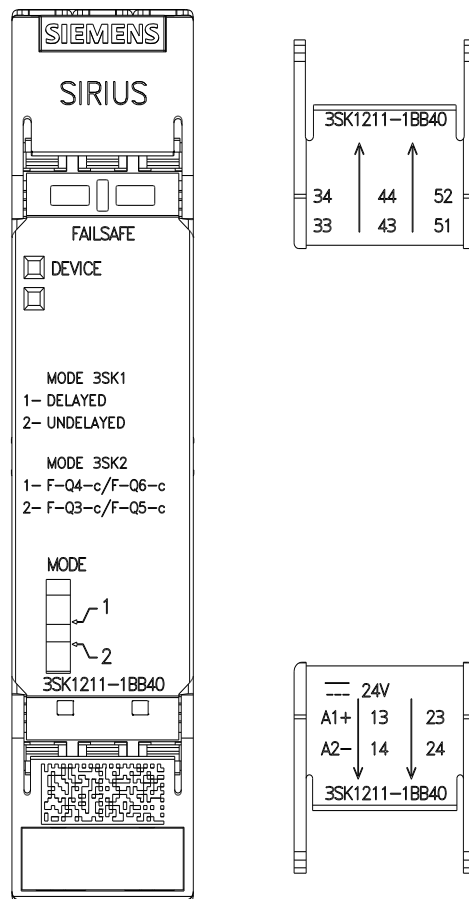 SIEMENS
SIRIUS
FAILSAFE
DEVICE
MODE 3SK1
1- DELAYED
2- UNDELAYED
MODE 3SK2
1- F-Q4-c/F-Q6-c
2- F-Q3-c/F-Q5-c
MODE
1
2
3SK1211-1BB40
3SK1211-1BB40
34 44 52
33 43 51
24V
A1+ 13 23
A2- 14 24
3SK1211-1BB40